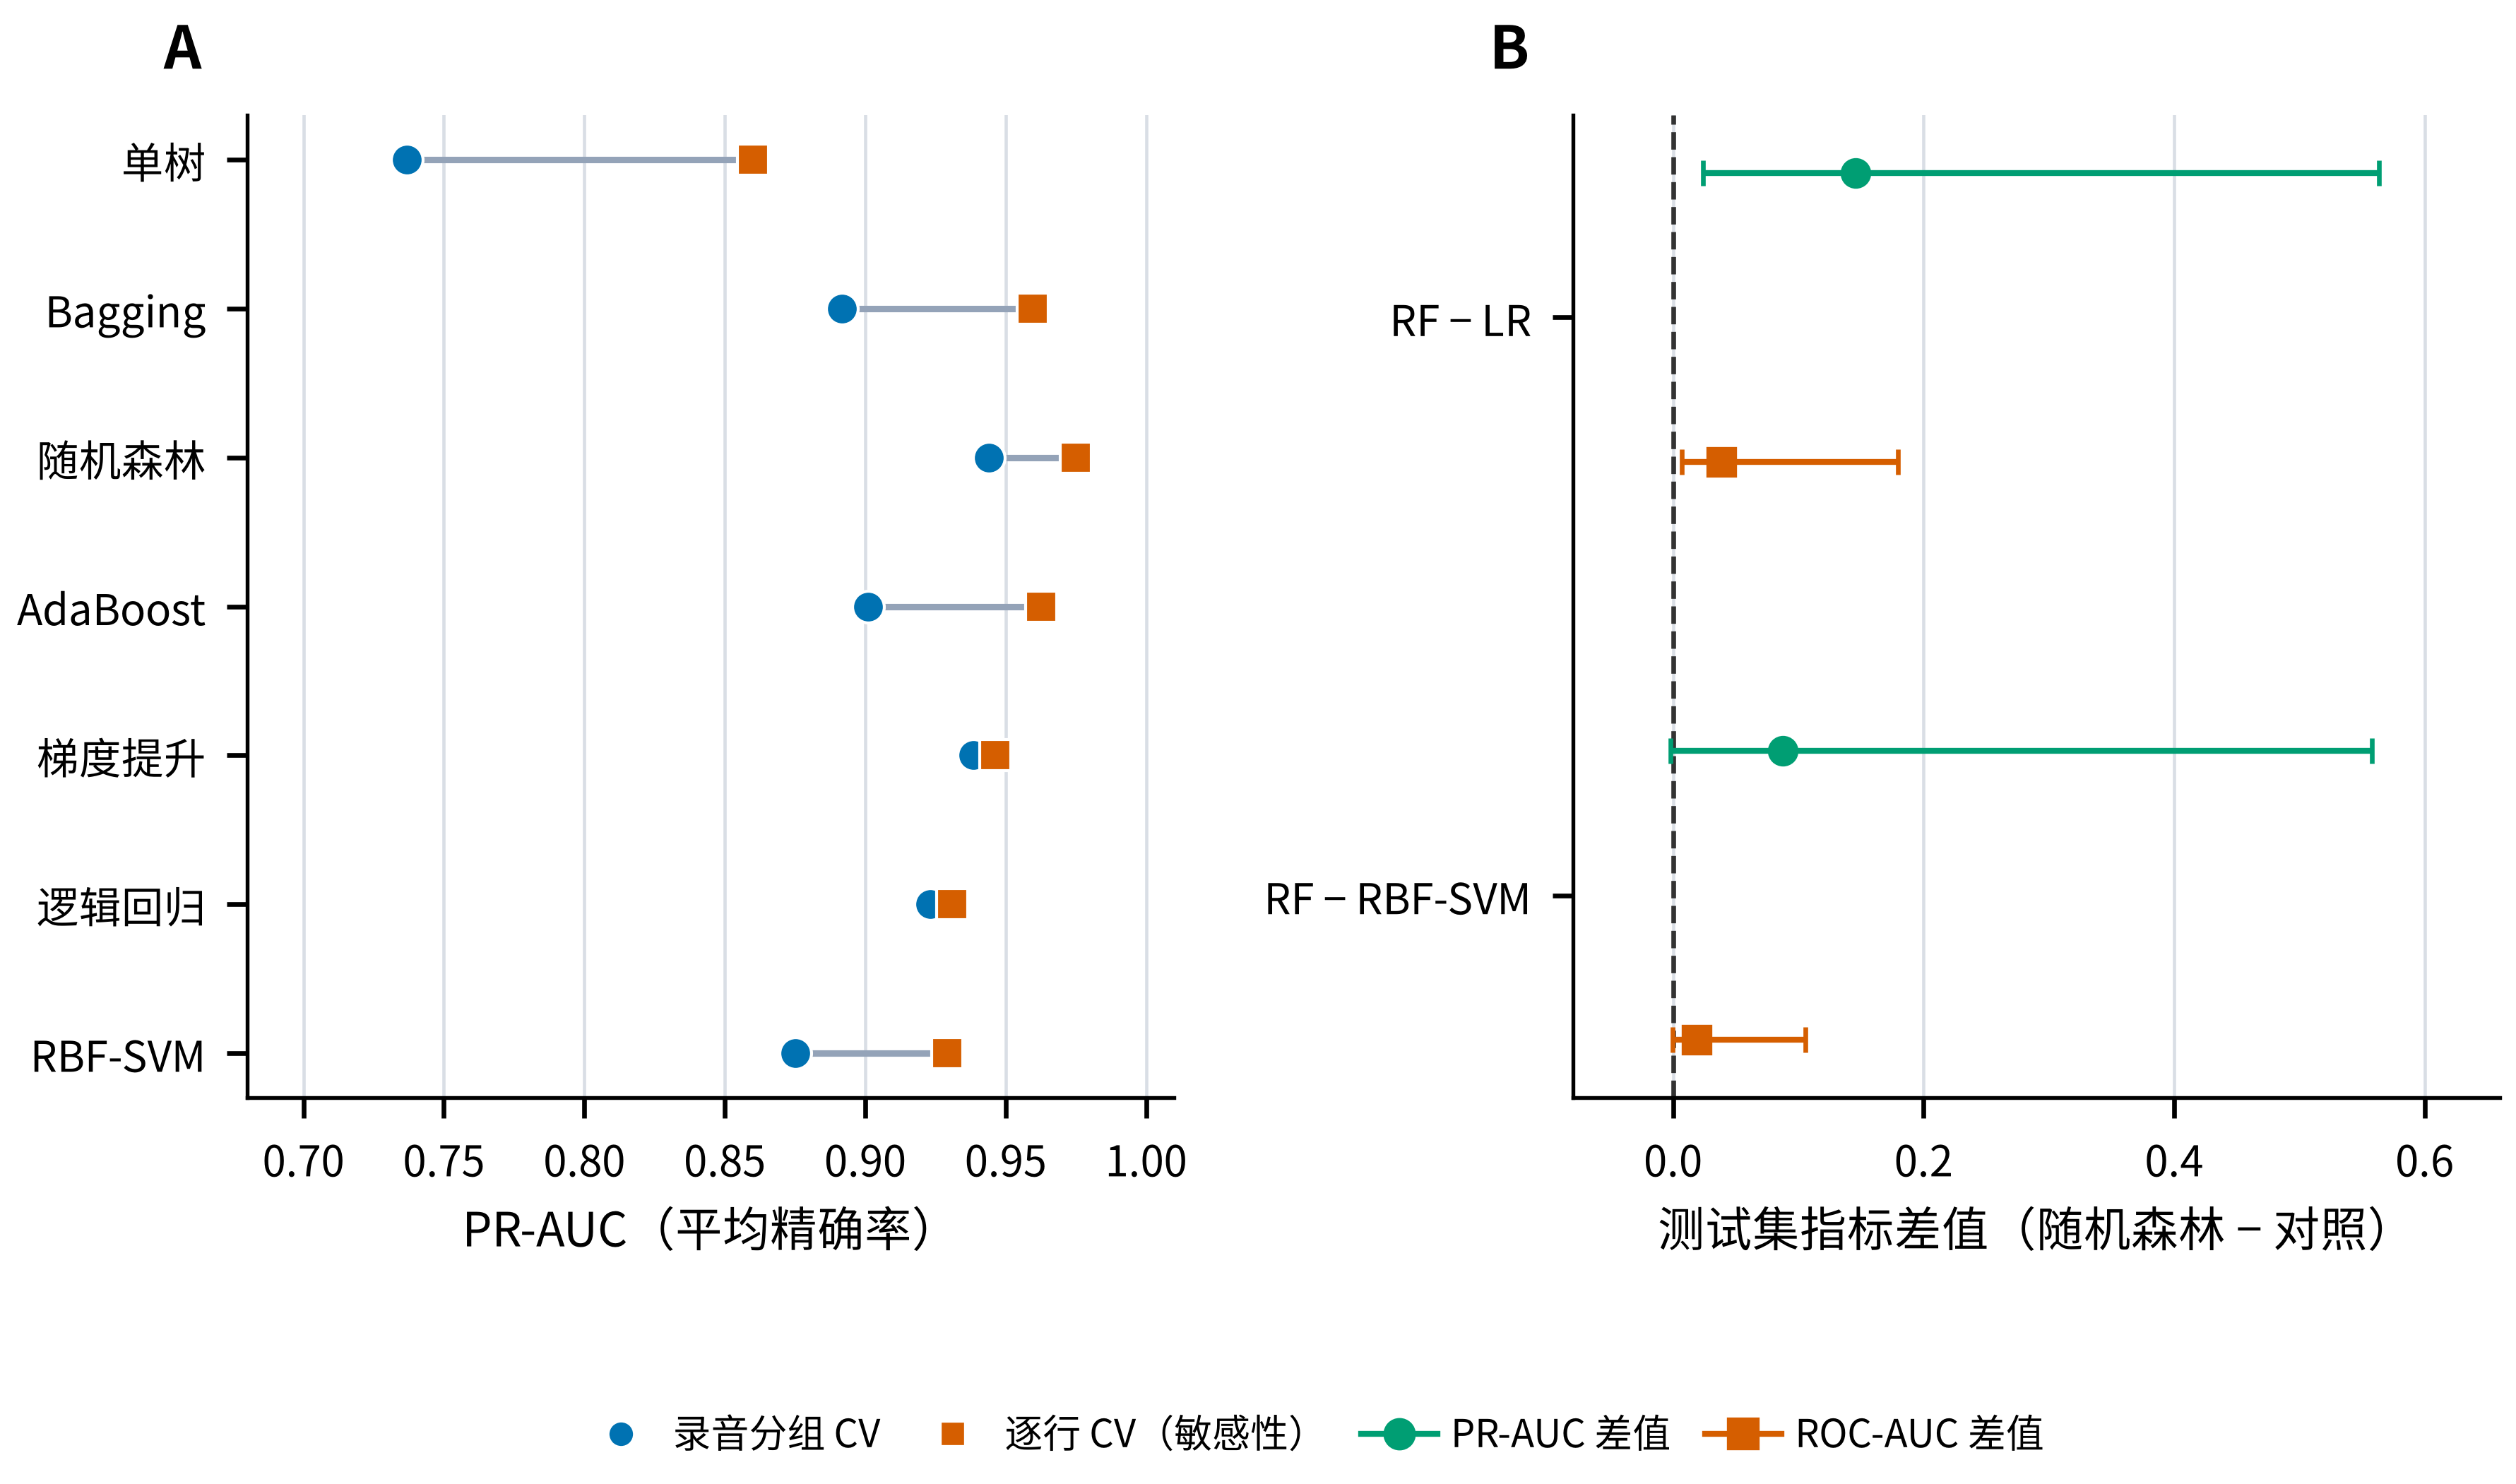 A
单树
Bagging
随机森林
AdaBoost
梯度提升
逻辑回归
RBF-SVM
0.70 0.75 0.80 0.85 0.90 0.95 1.00
PR-AUC（平均精确率）
B
RF − LR
RF − RBF-SVM
0.0 0.2 0.4 0.6
测试集指标差值（随机森林 − 对照）
录音分组 CV 逐行 CV（敏感性） PR-AUC 差值 ROC-AUC 差值